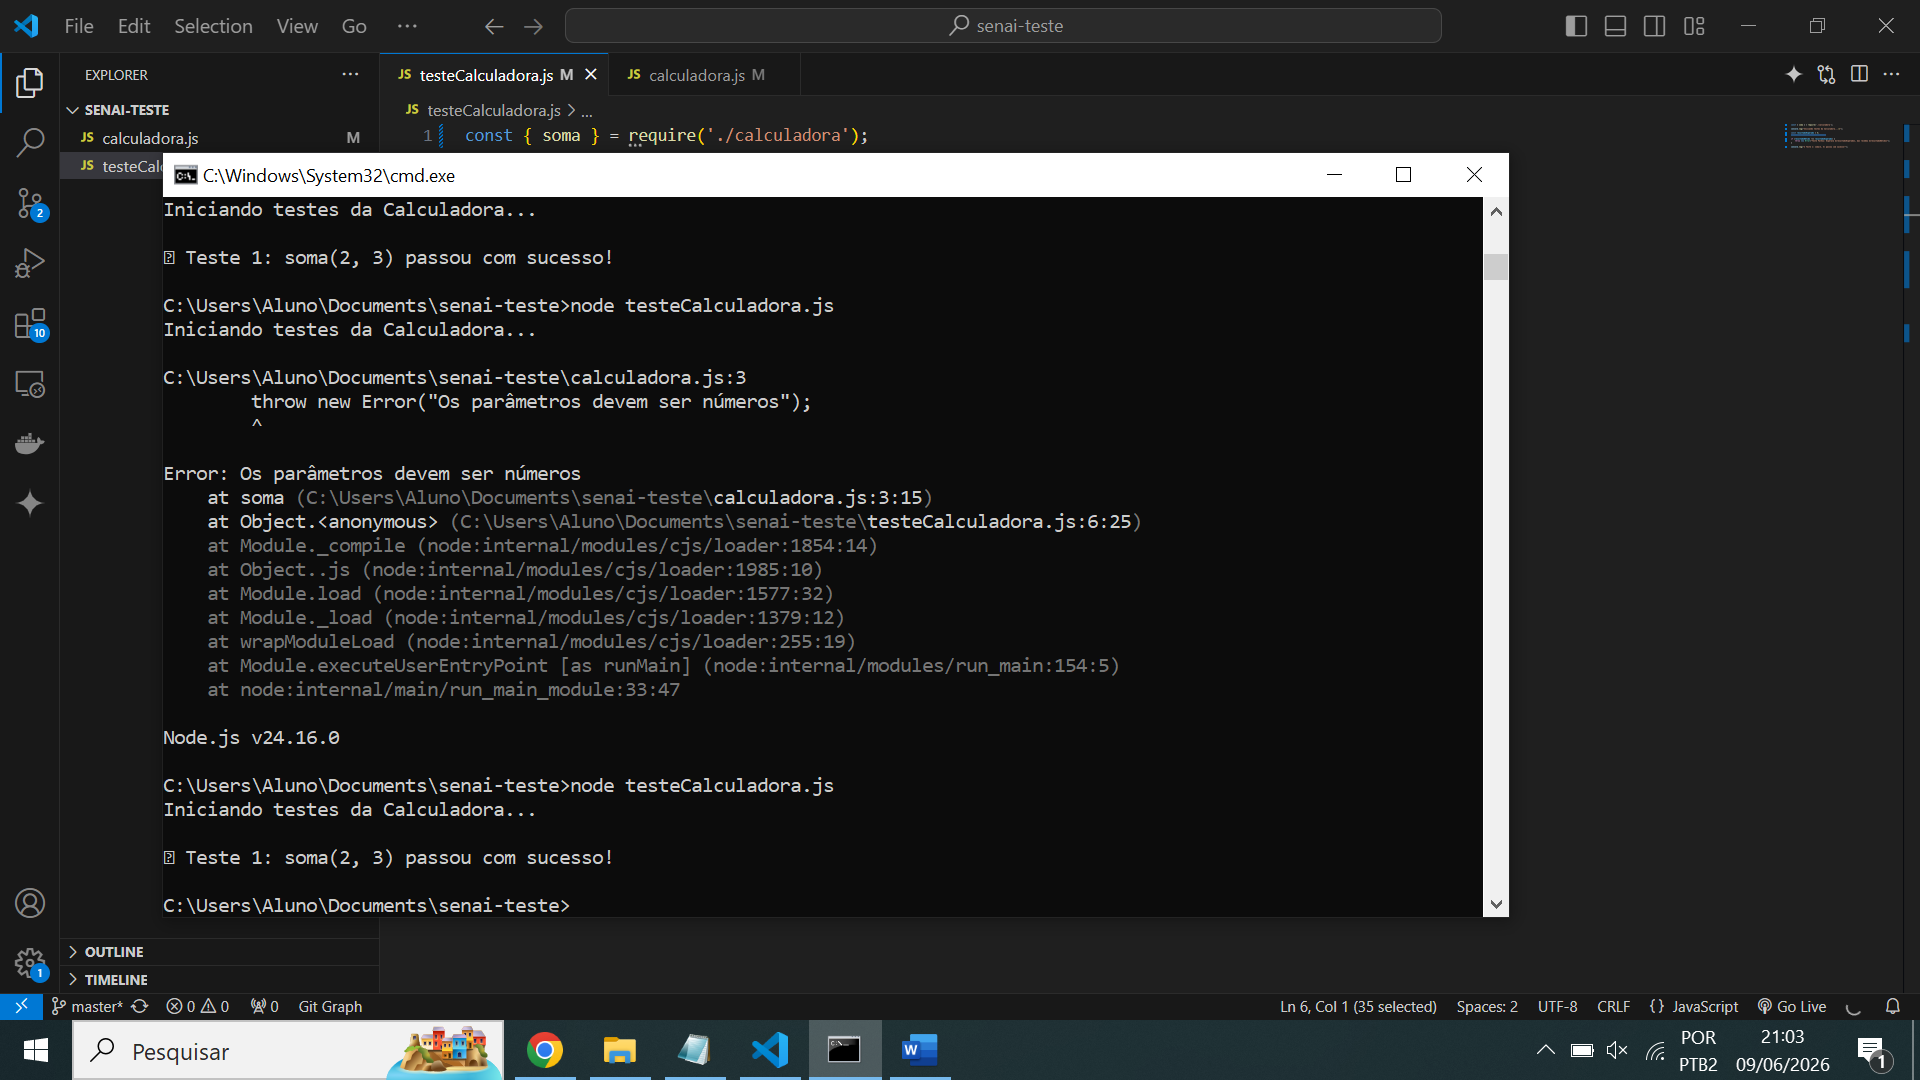 File Edit Selection View Go ···
senai-teste
EXPLORER ···
SENAI-TESTE
JS calculadora.js M
JS testeCal
2
10
JS testeCalculadora.js M
JS calculadora.js M
JS testeCalculadora.js > ...
1 const { soma } = require('./calculadora');
C:\Windows\System32\cmd.exe
Iniciando testes da Calculadora...
Teste 1: soma(2, 3) passou com sucesso!
C:\Users\Aluno\Documents\senai-teste>node testeCalculadora.js
Iniciando testes da Calculadora...
C:\Users\Aluno\Documents\senai-teste\calculadora.js:3
throw new Error("Os parâmetros devem ser números");
^
Error: Os parâmetros devem ser números
at soma (C:\Users\Aluno\Documents\senai-teste\calculadora.js:3:15)
at Object.<anonymous> (C:\Users\Aluno\Documents\senai-teste\testeCalculadora.js:6:25)
at Module._compile (node:internal/modules/cjs/loader:1854:14)
at Object..js (node:internal/modules/cjs/loader:1985:10)
at Module.load (node:internal/modules/cjs/loader:1577:32)
at Module._load (node:internal/modules/cjs/loader:1379:12)
at wrapModuleLoad (node:internal/modules/cjs/loader:255:19)
at Module.executeUserEntryPoint [as runMain] (node:internal/modules/run_main:154:5)
at node:internal/main/run_main_module:33:47
Node.js v24.16.0
C:\Users\Aluno\Documents\senai-teste>node testeCalculadora.js
Iniciando testes da Calculadora...
Teste 1: soma(2, 3) passou com sucesso!
C:\Users\Aluno\Documents\senai-teste>
OUTLINE
1
TIMELINE
master* 0 0 0 Git Graph
Ln 6, Col 1 (35 selected) Spaces: 2 UTF-8 CRLF {} JavaScript Go Live
Pesquisar
POR
PTB2
21:03
09/06/2026
1